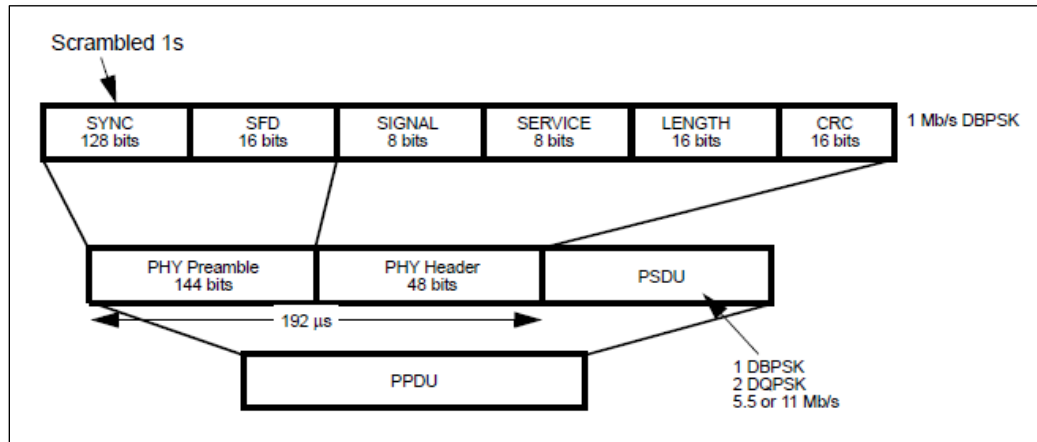 Scrambled 1s
SYNC
128 bits
SFD
16 bits
SIGNAL
8 bits
SERVICE
8 bits
LENGTH
16 bits
CRC
16 bits
1 Mb/s DBPSK
PHY Preamble
144 bits
PHY Header
48 bits
PSDU
192 µs
1 DBPSK
2 DQPSK
5.5 or 11 Mb/s
PPDU